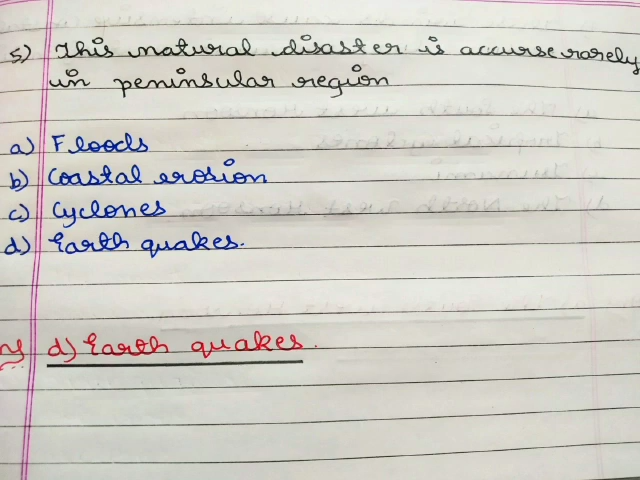 5) This natural disaster is accurse rarely
in peninsular region
a) Floods
b) Coastal erosion
c) Cyclones
d) Earth quakes.
d) Earth quakes.